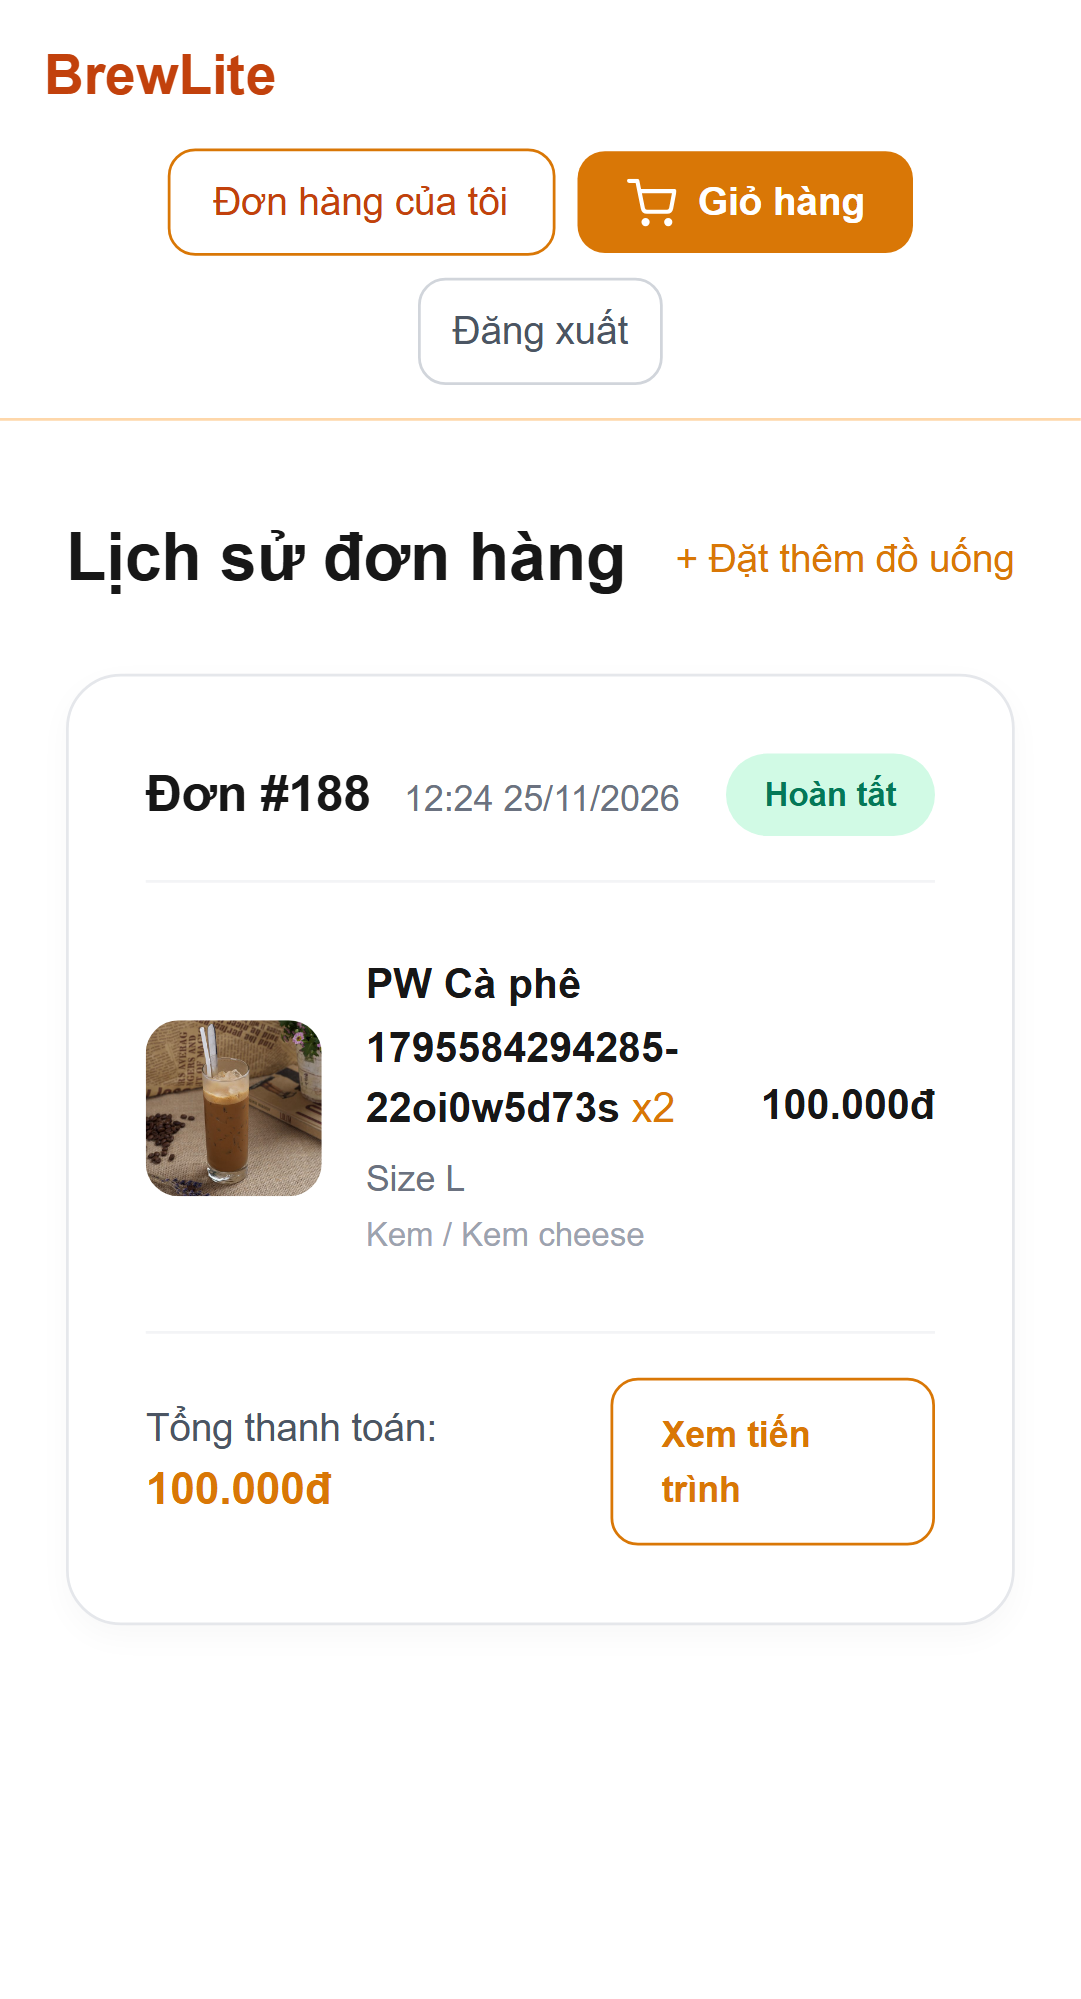 BrewLite
Đơn hàng của tôi
Giỏ hàng
Đăng xuất
Lịch sử đơn hàng
+ Đặt thêm đồ uống
Đơn #188
12:24 25/11/2026
Hoàn tất
PW Cà phê
1795584294285-
22oi0w5d73s x2
100.000đ
Size L
Kem / Kem cheese
Tổng thanh toán:
100.000đ
Xem tiến
trình